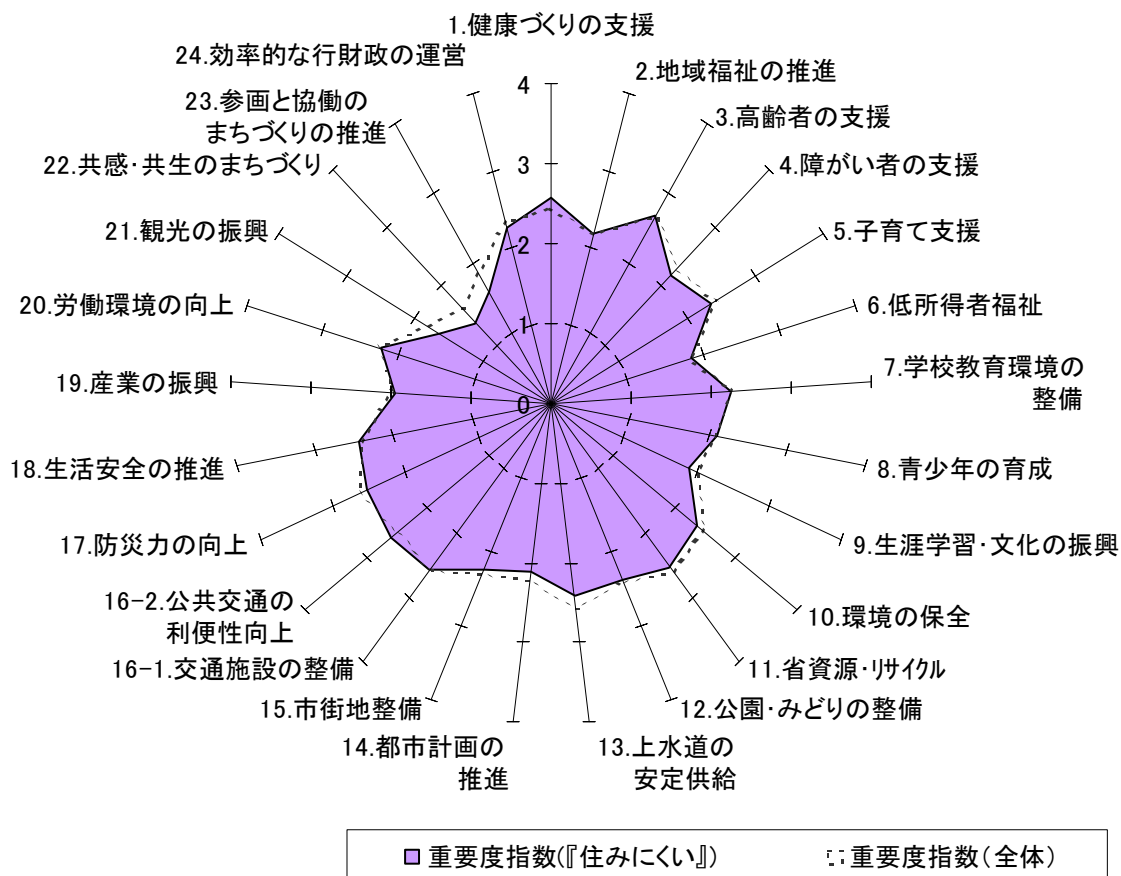 1.健康づくりの支援
2.地域福祉の推進
3.高齢者の支援
4.障がい者の支援
5.子育て支援
6.低所得者福祉
7.学校教育環境の
整備
8.青少年の育成
9.生涯学習・文化の振興
10.環境の保全
11.省資源・リサイクル
12.公園・みどりの整備
13.上水道の
安定供給
14.都市計画の
推進
15.市街地整備
16-1.交通施設の整備
16-2.公共交通の
利便性向上
17.防災力の向上
18.生活安全の推進
19.産業の振興
20.労働環境の向上
21.観光の振興
22.共感・共生のまちづくり
23.参画と協働の
まちづくりの推進
24.効率的な行財政の運営
4
3
2
1
0
重要度指数(『住みにくい』)
重要度指数(全体)